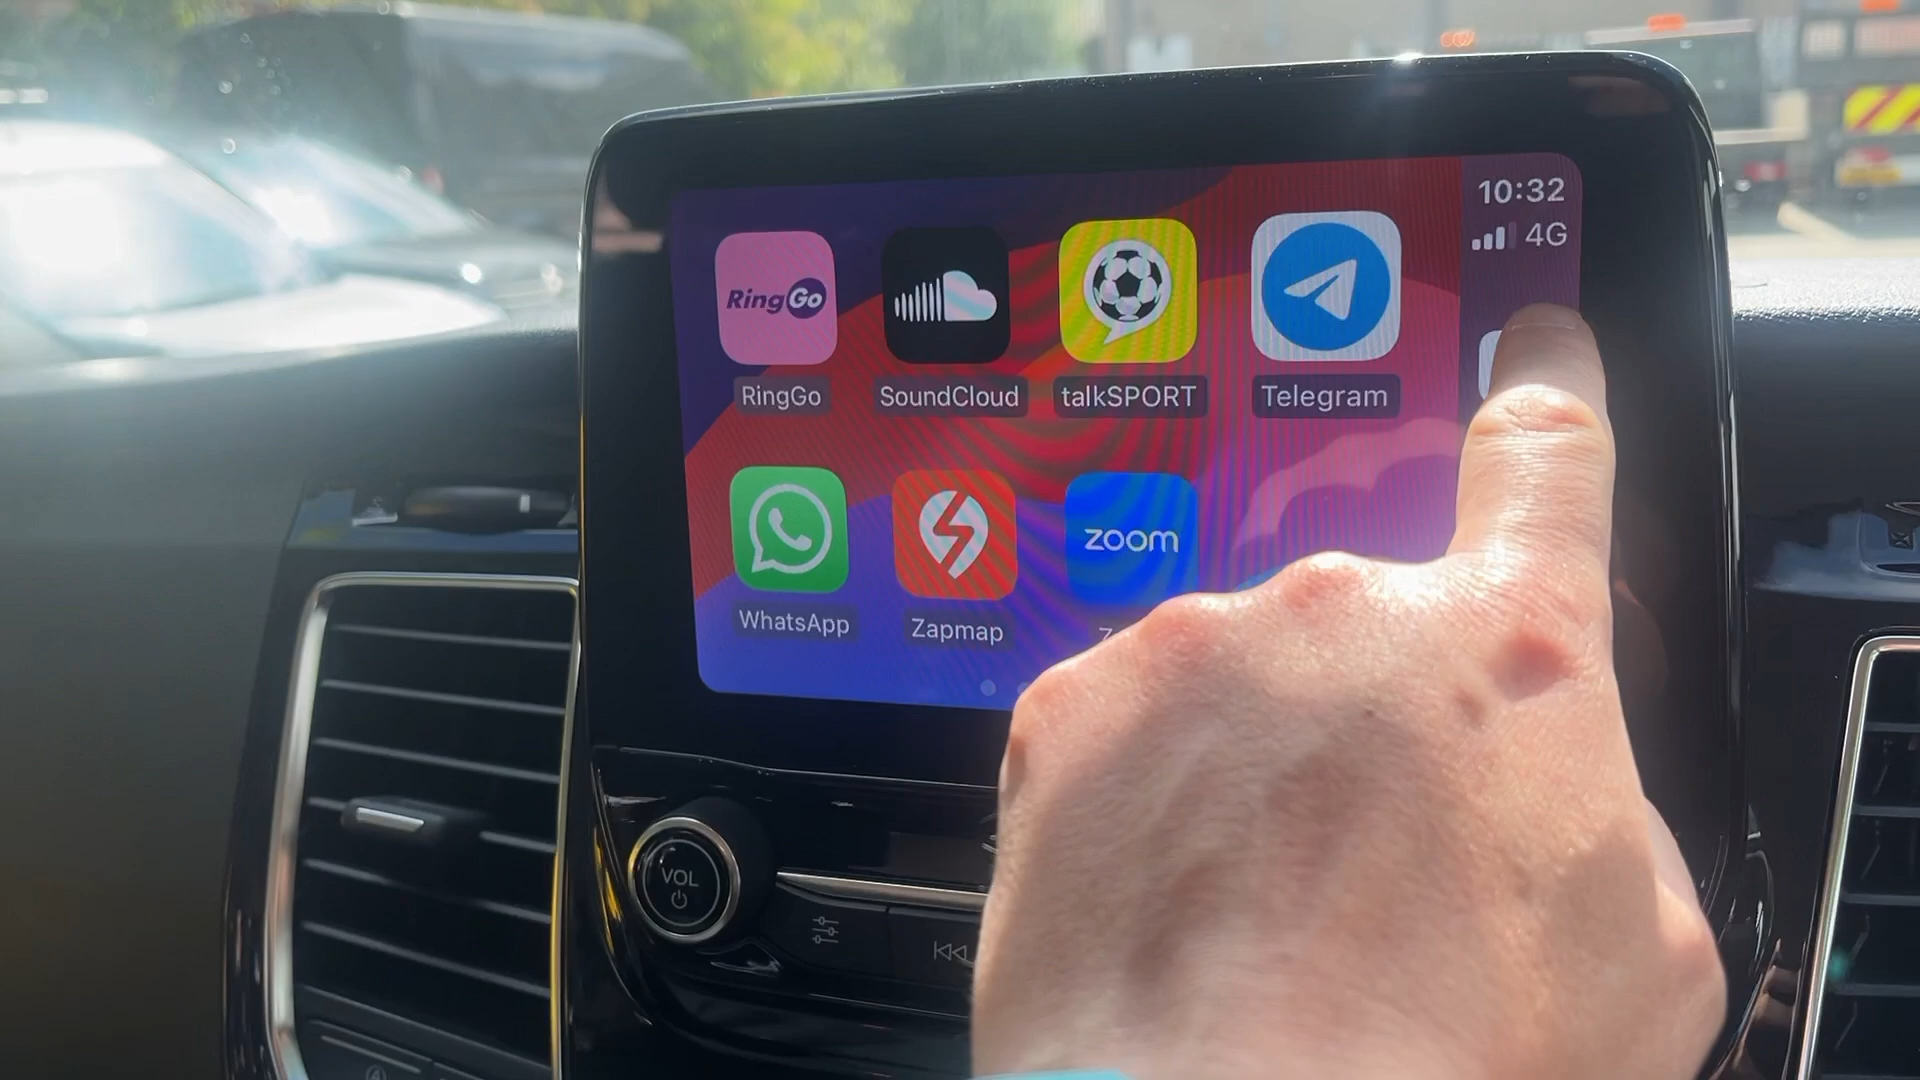 10:32
4G
RingGo
RingGo
SoundCloud
talkSPORT
Telegram
zoom
WhatsApp
Zapmap
VOL